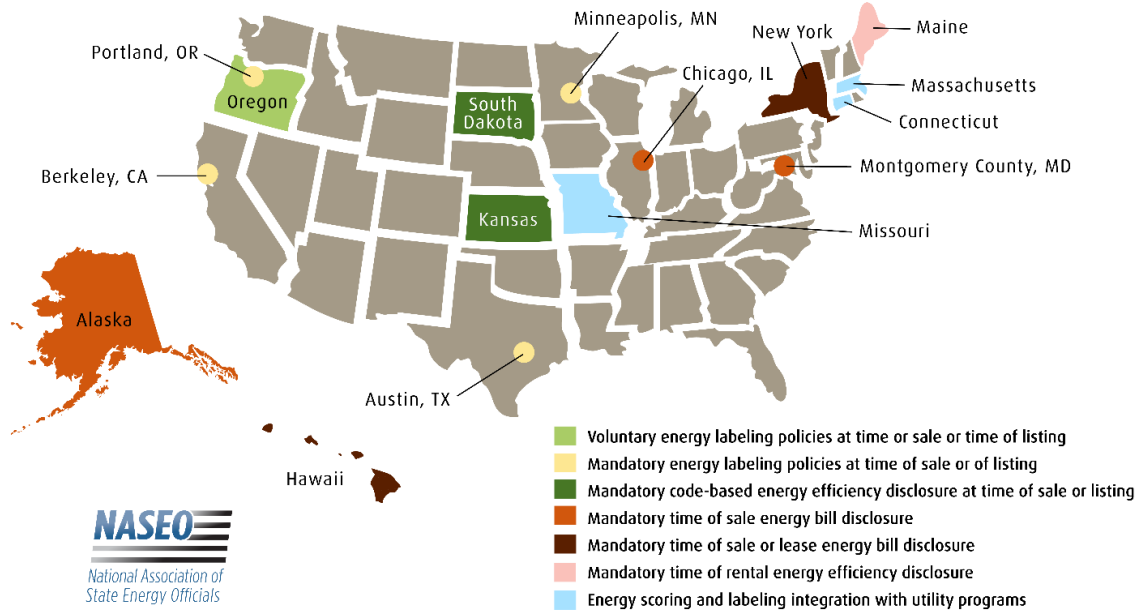 Minneapolis, MN
Maine
New York
Portland, OR
Chicago, IL
Massachusetts
Oregon
South
Dakota
Connecticut
Berkeley, CA
Montgomery County, MD
Kansas
Missouri
Alaska
Austin, TX
Hawaii
Voluntary energy labeling policies at time or sale or time of listing
Mandatory energy labeling policies at time of sale or of listing
Mandatory code-based energy efficiency disclosure at time of sale or listing
Mandatory time of sale energy bill disclosure
Mandatory time of sale or lease energy bill disclosure
Mandatory time of rental energy efficiency disclosure
Energy scoring and labeling integration with utility programs
NASEO
National Association of
State Energy Officials